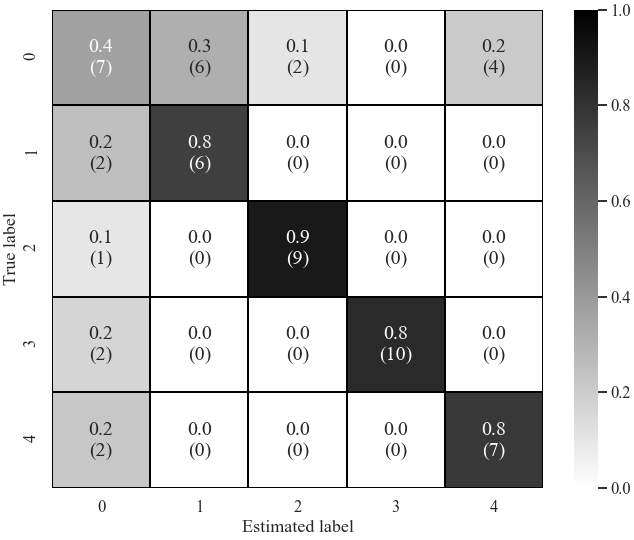 0.4 0.3 0.1 0.0 0.2
(7) (6) (2) (0) (4)
0.2 0.8 0.0 0.0 0.0
(2) (6) (0) (0) (0)
0.1 0.0 0.9 0.0 0.0
(1) (0) (9) (0) (0)
0.2 0.0 0.0 0.8 0.0
(2) (0) (0) (10) (0)
0.2 0.0 0.0 0.0 0.8
(2) (0) (0) (0) (7)
0
1
2
3
4
True label
0 1 2 3 4
Estimated label
1.0
0.8
0.6
0.4
0.2
0.0